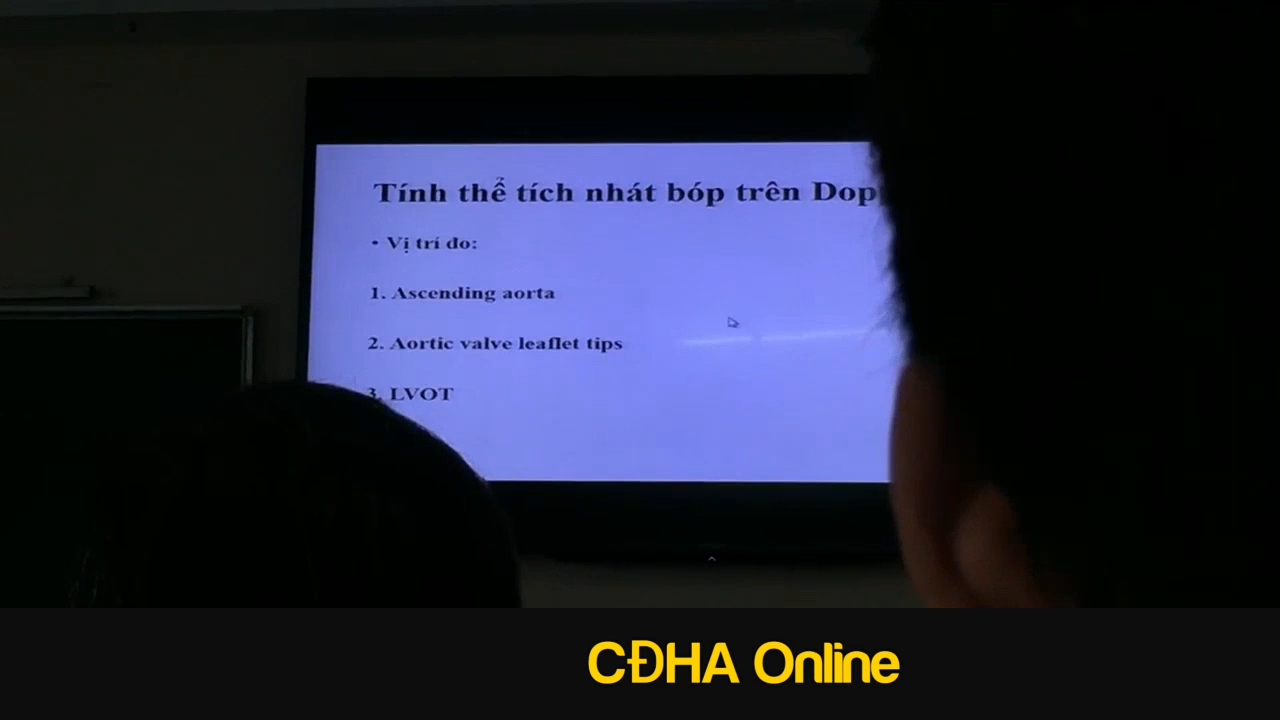 Tính thể tích nhát bóp trên
• Vị trí đo:
1. Ascending aorta
2. Aortic valve leaflet tips
3. LVOT
CĐHA Online